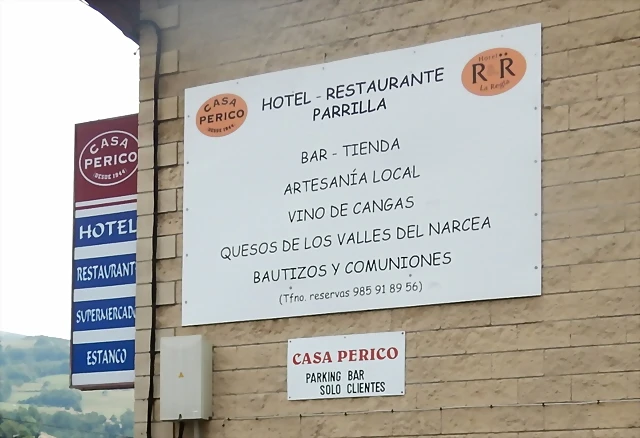 CASA
PERICO
DESDE 1944
HOTEL
RESTAURANT
SUPERMERCADO
ESTANCO
CASA
PERICO
DESDE 1944
HOTEL - RESTAURANTE
PARRILLA
Hotel
R R
La Regla
BAR - TIENDA
ARTESANÍA LOCAL
VINO DE CANGAS
QUESOS DE LOS VALLES DEL NARCEA
BAUTIZOS Y COMUNIONES
(Tfno. reservas 985 91 89 56)
CASA PERICO
PARKING BAR
SOLO CLIENTES